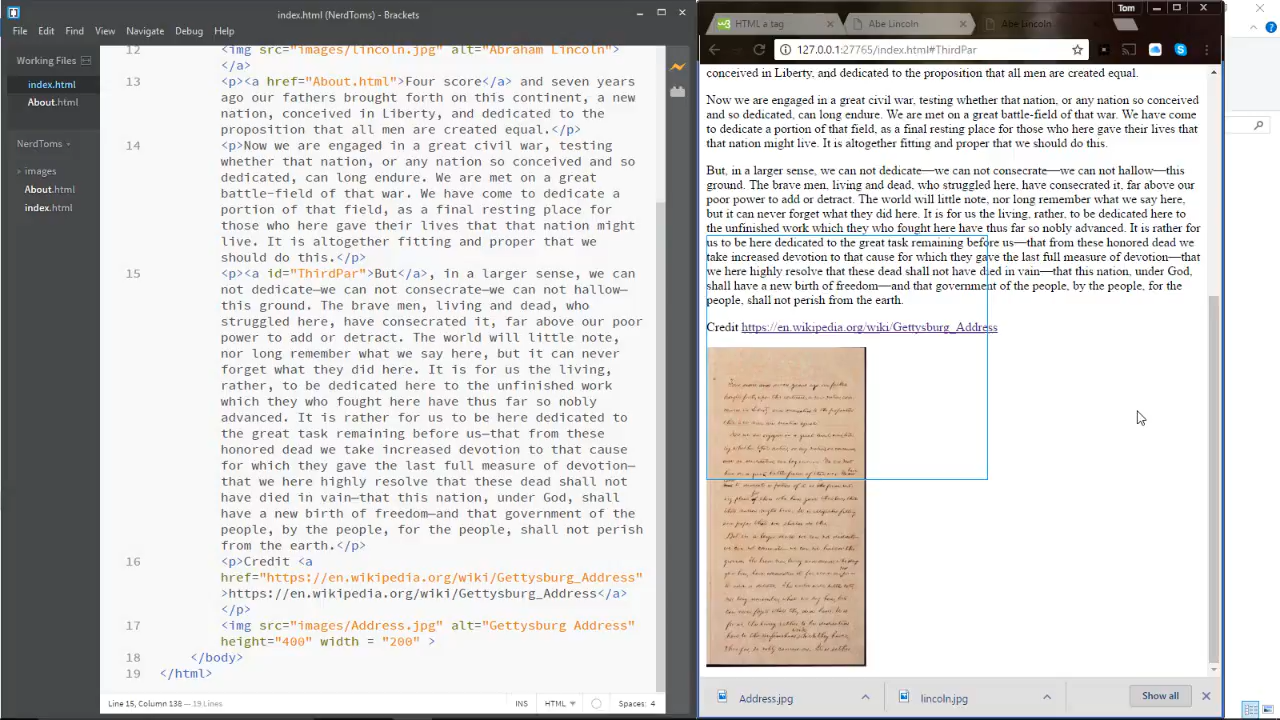 index.html (NerdToms) - Brackets
File Edit Find View Navigate Debug Help
Working Files
index.html
About.html
NerdToms
images
About.html
index.html
12 <img src="images/lincoln.jpg" alt="Abraham Lincoln">
</a>
13 <p><a href="About.html">Four score</a> and seven years
ago our fathers brought forth on this continent, a new
nation, conceived in Liberty, and dedicated to the
proposition that all men are created equal.</p>
14 <p>Now we are engaged in a great civil war, testing
whether that nation, or any nation so conceived and so
dedicated, can long endure. We are met on a great
battle-field of that war. We have come to dedicate a
portion of that field, as a final resting place for
those who here gave their lives that that nation might
live. It is altogether fitting and proper that we
should do this.</p>
15 <p><a id="ThirdPar">But</a>, in a larger sense, we can
not dedicate—we can not consecrate—we can not hallow—
this ground. The brave men, living and dead, who
struggled here, have consecrated it, far above our poor
power to add or detract. The world will little note,
nor long remember what we say here, but it can never
forget what they did here. It is for us the living,
rather, to be dedicated here to the unfinished work
which they who fought here have thus far so nobly
advanced. It is rather for us to be here dedicated to
the great task remaining before us—that from these
honored dead we take increased devotion to that cause
for which they gave the last full measure of devotion—
that we here highly resolve that these dead shall not
have died in vain—that this nation, under God, shall
have a new birth of freedom—and that government of the
people, by the people, for the people, shall not perish
from the earth.</p>
16 <p>Credit <a
href="https://en.wikipedia.org/wiki/Gettysburg_Address"
>https://en.wikipedia.org/wiki/Gettysburg_Address</a>
</p>
17 <img src="images/Address.jpg" alt="Gettysburg Address"
height="400" width = "200" >
18 </body>
19 </html>
Line 15, Column 138 — 19 Lines
INS HTML Spaces: 4
Tom
HTML a tag
Abe Lincoln
Abe Lincoln
127.0.0.1:27765/index.html#ThirdPar
conceived in Liberty, and dedicated to the proposition that all men are created equal.
Now we are engaged in a great civil war, testing whether that nation, or any nation so conceived
and so dedicated, can long endure. We are met on a great battle-field of that war. We have come
to dedicate a portion of that field, as a final resting place for those who here gave their lives that
that nation might live. It is altogether fitting and proper that we should do this.
But, in a larger sense, we can not dedicate—we can not consecrate—we can not hallow—this
ground. The brave men, living and dead, who struggled here, have consecrated it, far above our
poor power to add or detract. The world will little note, nor long remember what we say here,
but it can never forget what they did here. It is for us the living, rather, to be dedicated here to
the unfinished work which they who fought here have thus far so nobly advanced. It is rather for
us to be here dedicated to the great task remaining before us—that from these honored dead we
take increased devotion to that cause for which they gave the last full measure of devotion—that
we here highly resolve that these dead shall not have died in vain—that this nation, under God,
shall have a new birth of freedom—and that government of the people, by the people, for the
people, shall not perish from the earth.
Credit https://en.wikipedia.org/wiki/Gettysburg_Address
Address.jpg
lincoln.jpg
Show all